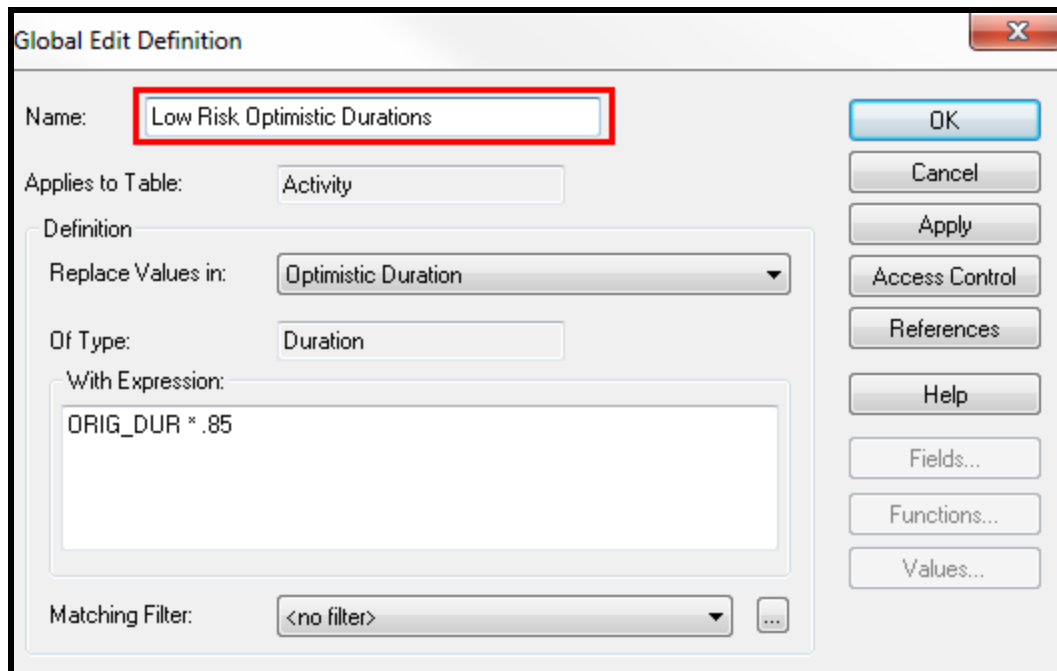 Global Edit Definition
Name: Low Risk Optimistic Durations
OK
Applies to Table: Activity
Cancel
Definition
Apply
Replace Values in: Optimistic Duration
Access Control
Of Type: Duration
References
With Expression:
Help
ORIG_DUR * .85
Fields...
Functions...
Values...
Matching Filter: <no filter>
...